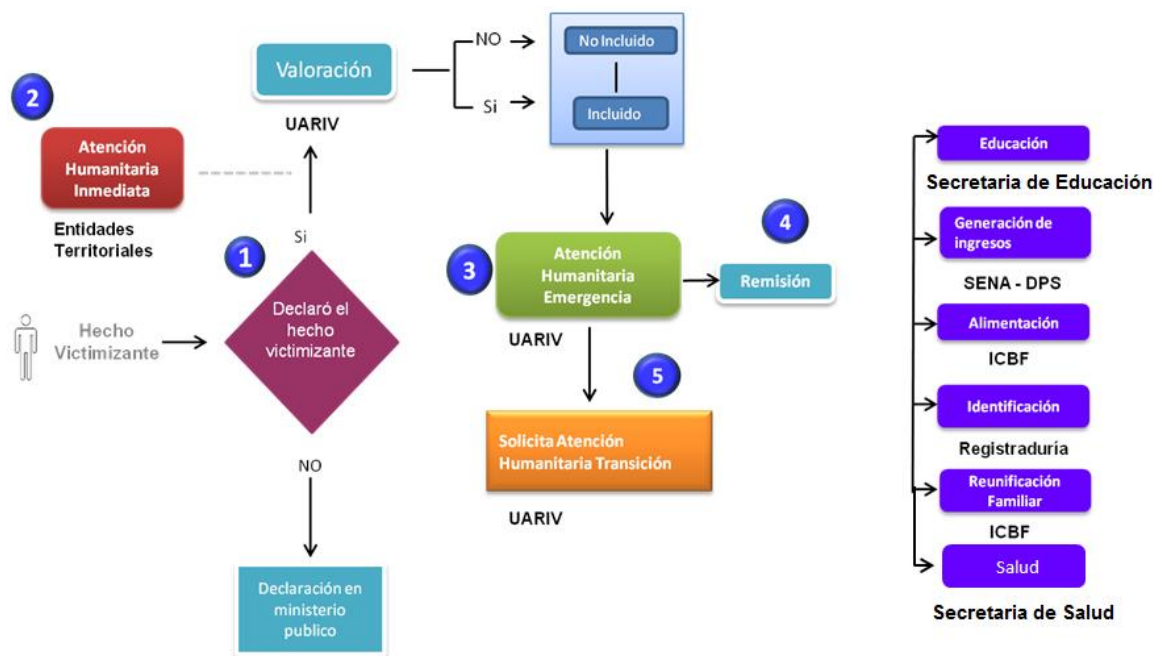 2
Atención
Humanitaria
Inmediata
Entidades
Territoriales
Hecho
Victimizante
1
Si
Declaró el
hecho
victimizante
NO
Declaración en
ministerio
publico
Valoración
UARIV
NO
Si
No Incluido
Incluido
3
Atención
Humanitaria
Emergencia
UARIV
4
Remisión
5
Solicita Atención
Humanitaria Transición
UARIV
Educación
Secretaria de Educación
Generación de
ingresos
SENA - DPS
Alimentación
ICBF
Identificación
Registraduría
Reunificación
Familiar
ICBF
Salud
Secretaria de Salud